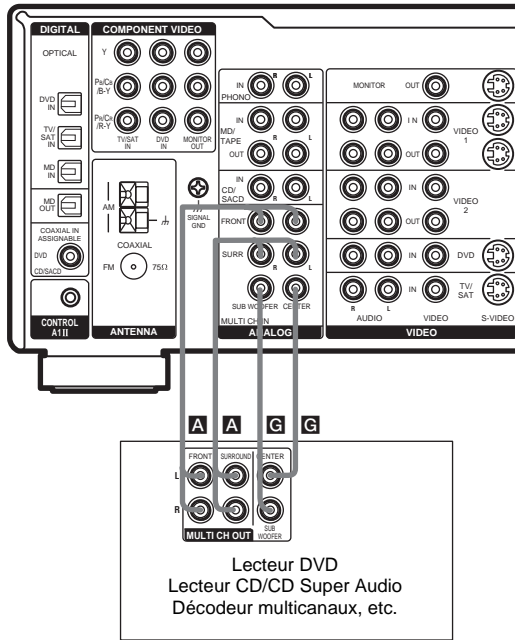 DIGITAL
OPTICAL
DVD
IN
TV/
SAT
IN
MD
IN
MD
OUT
COAXIAL IN
ASSIGNABLE
DVD
CD/SACD
CONTROL
A1II
COMPONENT VIDEO
Y
PB/CB
/B-Y
PR/CR
/R-Y
TV/SAT
IN
DVD
IN
MONITOR
OUT
AM
COAXIAL
FM
75Ω
ANTENNA
SIGNAL
GND
IN
PHONO
R
L
IN
MD/
TAPE
OUT
R
L
IN
CD/
SACD
R
L
FRONT
SURR
R
L
SUB WOOFER
CENTER
MULTI CH IN
ANALOG
MONITOR
OUT
IN
VIDEO
1
OUT
IN
VIDEO
2
OUT
IN
DVD
IN
TV/
SAT
R
L
AUDIO
VIDEO
S-VIDEO
VIDEO
A
A
G
G
FRONT
SURROUND
CENTER
L
R
MULTI CH OUT
SUB
WOOFER
Lecteur DVD
Lecteur CD/CD Super Audio
Décodeur multicanaux, etc.